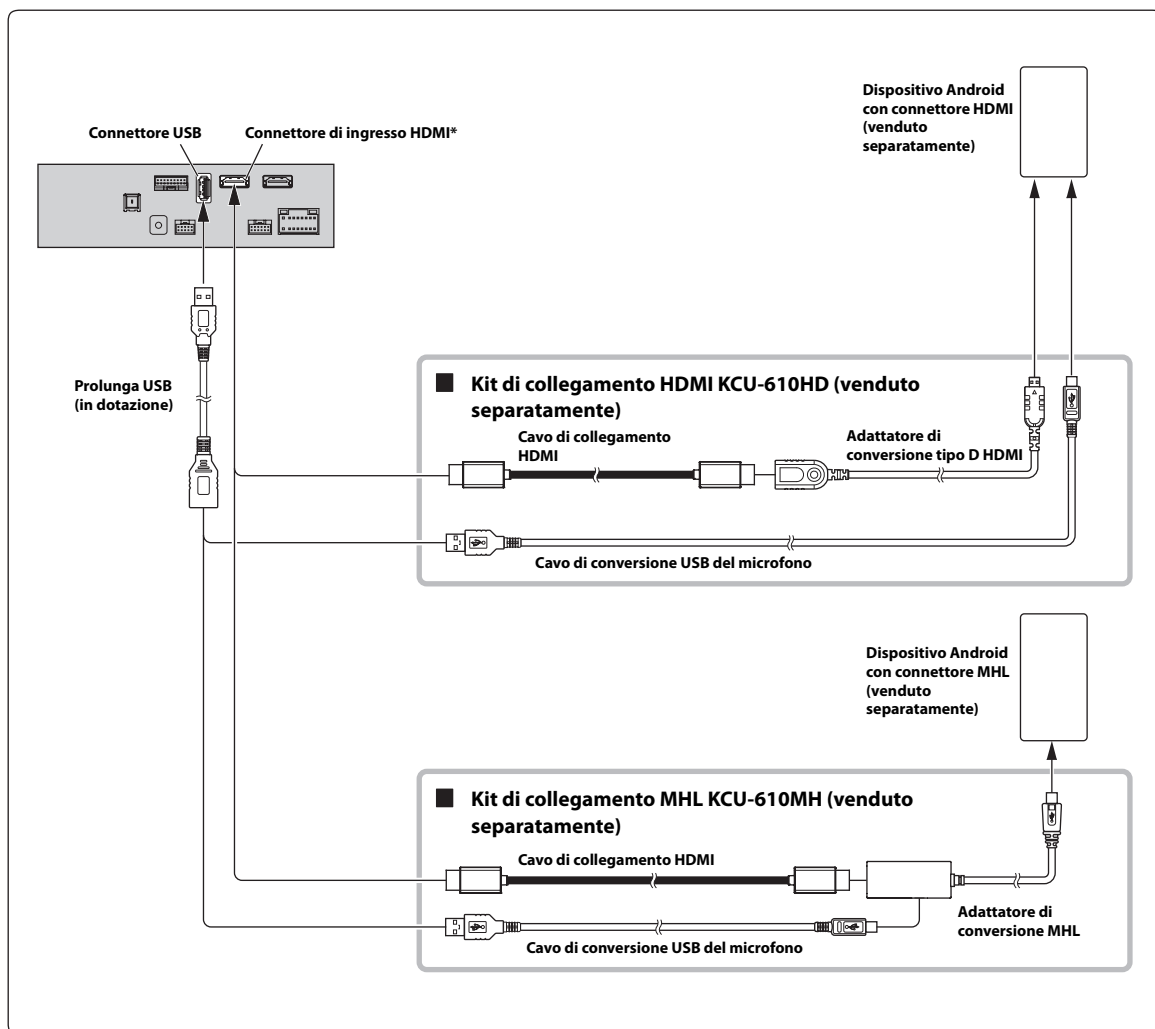 Connettore USB
Connettore di ingresso HDMI*
Dispositivo Android
con connettore HDMI
(venduto
separatamente)
Prolunga USB
(in dotazione)
Kit di collegamento HDMI KCU-610HD (venduto
separatamente)
Cavo di collegamento
HDMI
Adattatore di
conversione tipo D HDMI
Cavo di conversione USB del microfono
Dispositivo Android
con connettore MHL
(venduto
separatamente)
Kit di collegamento MHL KCU-610MH (venduto
separatamente)
Cavo di collegamento HDMI
Adattatore di
conversione MHL
Cavo di conversione USB del microfono